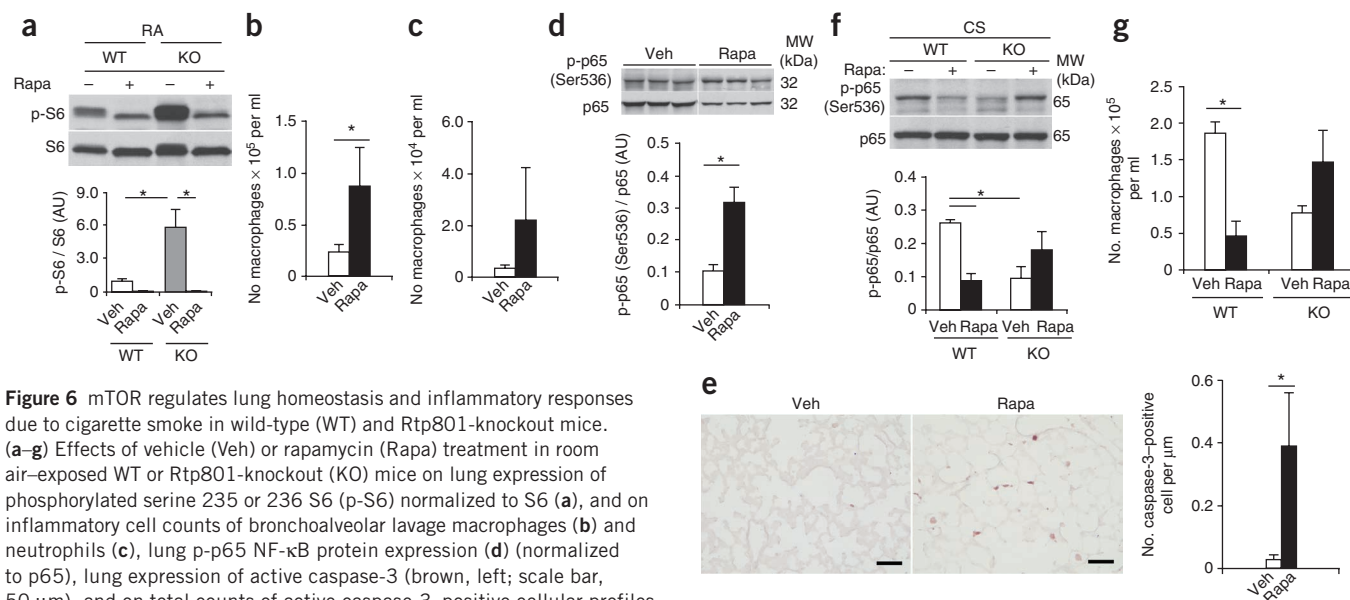 a
RA
WT KO
Rapa – + – +
p-S6
S6
p-S6 / S6 (AU)
9.0
6.0
3.0
0
* *
Veh Rapa Veh Rapa
WT KO
b
No macrophages × 10⁵ per ml
1.5
1.0
0.5
0
*
Veh Rapa
c
No macrophages × 10⁴ per ml
6.0
4.0
2.0
0
Veh Rapa
d
Veh Rapa MW (kDa)
p-p65 (Ser536) 32
p65 32
p-p65 (Ser536) / p65 (AU)
0.5
0.4
0.3
0.2
0.1
0
*
Veh Rapa
f
CS
WT KO MW (kDa)
Rapa: – + – +
p-p65 (Ser536) 65
p65 65
p-p65/p65 (AU)
0.4
0.3
0.2
0.1
0
*
Veh Rapa Veh Rapa
WT KO
g
No. macrophages × 10⁵ per ml
2.5
2.0
1.5
1.0
0.5
0
*
Veh Rapa Veh Rapa
WT KO
e
Veh Rapa
No. caspase-3–positive cell per μm
0.6
0.4
0.2
0
*
Veh Rapa
Figure 6 mTOR regulates lung homeostasis and inflammatory responses
due to cigarette smoke in wild-type (WT) and Rtp801-knockout mice.
(a–g) Effects of vehicle (Veh) or rapamycin (Rapa) treatment in room
air–exposed WT or Rtp801-knockout (KO) mice on lung expression of
phosphorylated serine 235 or 236 S6 (p-S6) normalized to S6 (a), and on
inflammatory cell counts of bronchoalveolar lavage macrophages (b) and
neutrophils (c), lung p-p65 NF-κB protein expression (d) (normalized
to p65), lung expression of active caspase-3 (brown, left; scale bar,
50 μm), and on total counts of active caspase-3–positive cellular profiles